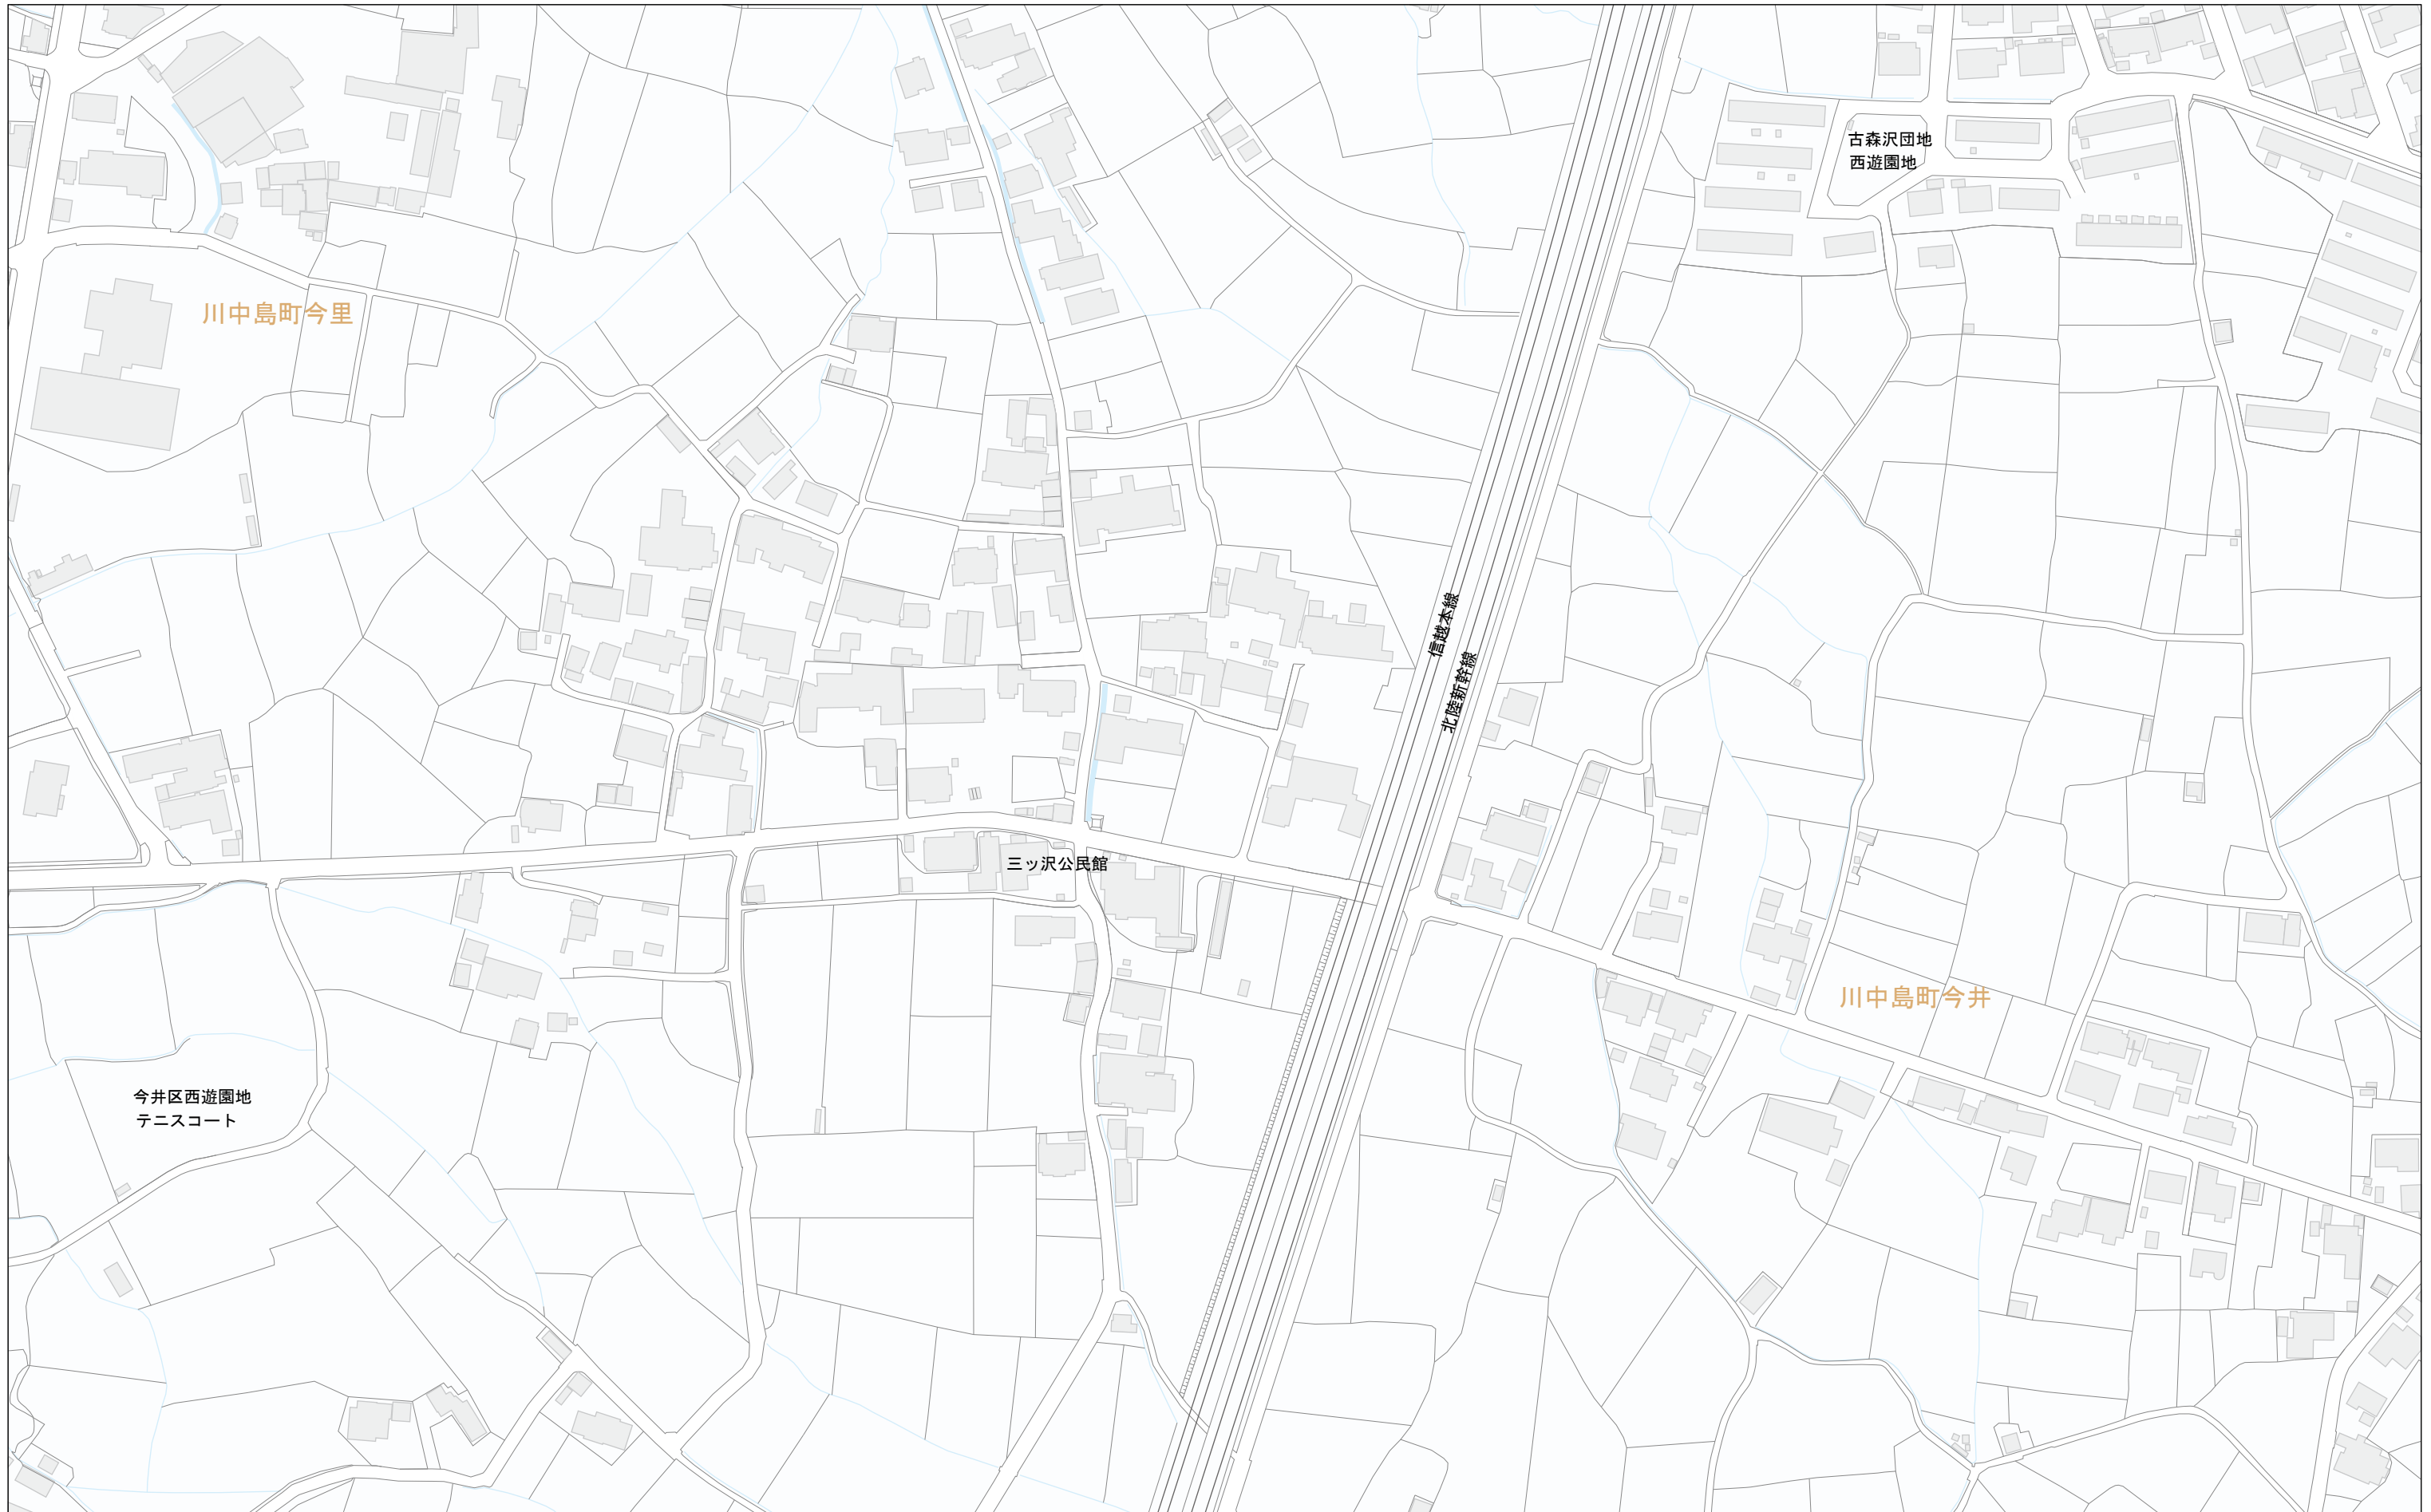 古森沢団地
西遊園地
川中島町今里
信越本線
北陸新幹線
三ッ沢公民館
川中島町今井
今井区西遊園地
テニスコート